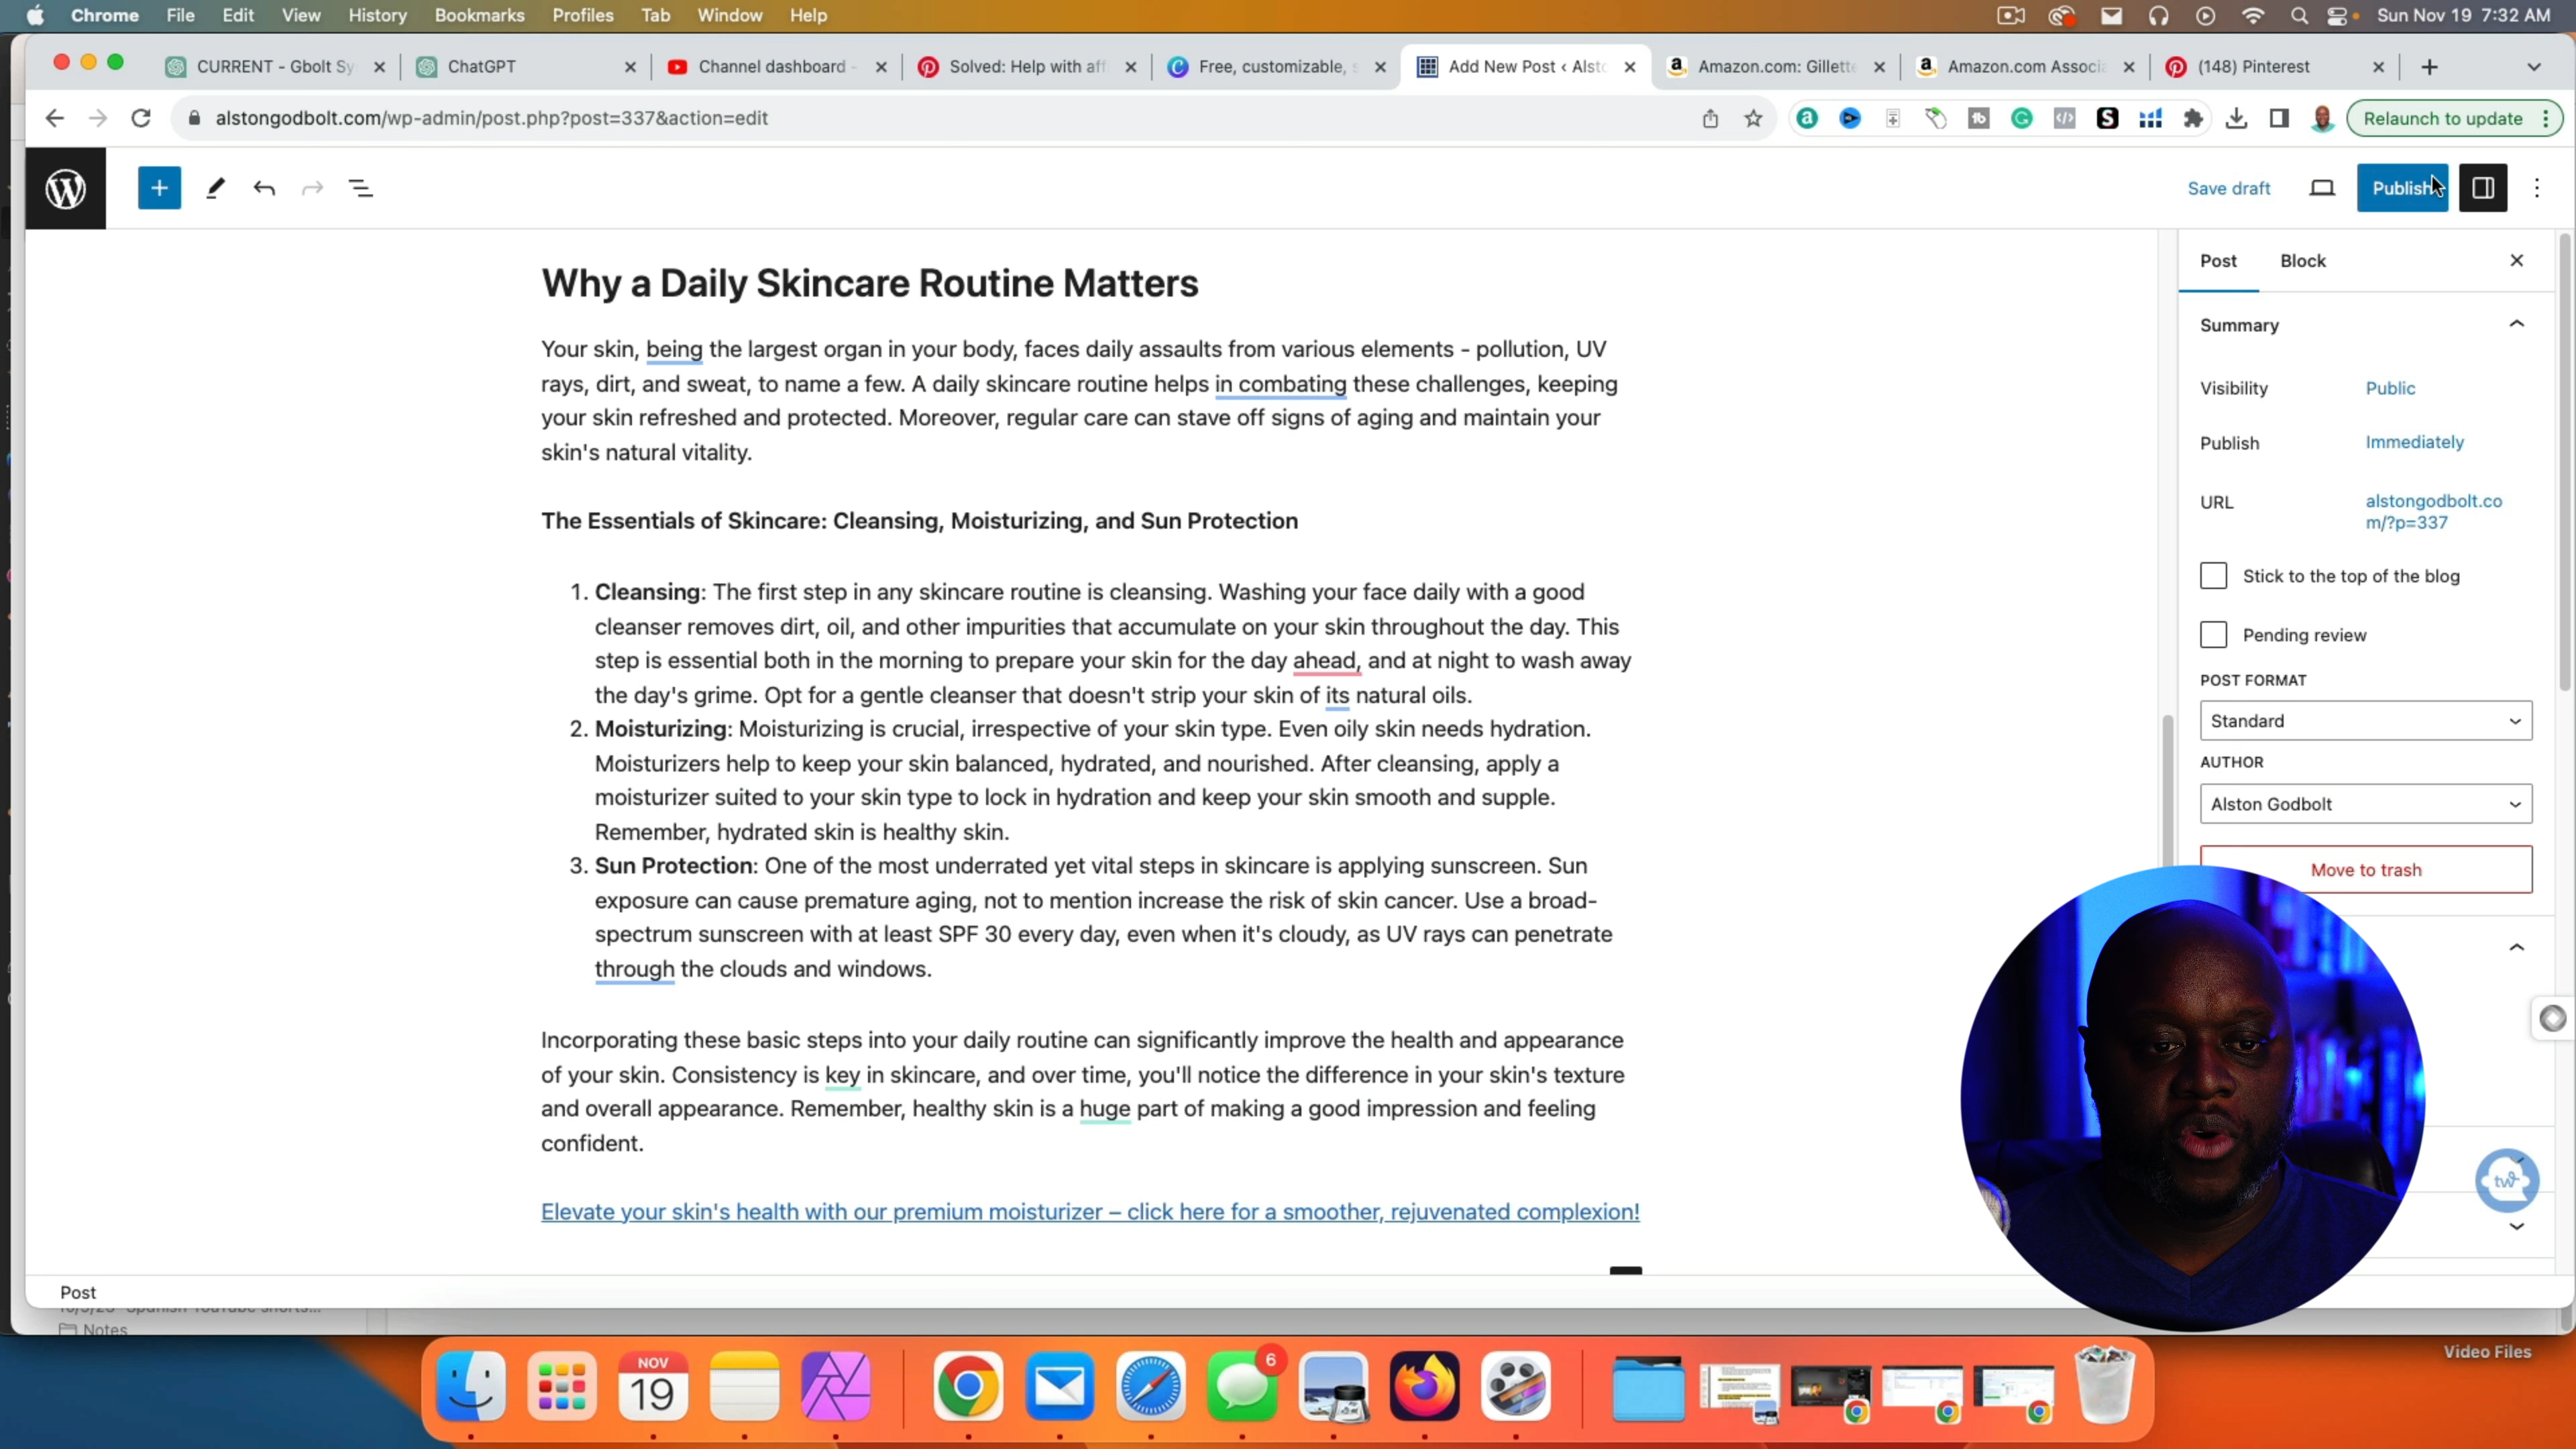 Chrome File Edit View History Bookmarks Profiles Tab Window Help Sun Nov 19 7:32 AM
CURRENT - Gbolt Sy ChatGPT Channel dashboard - Solved: Help with aff Free, customizable, s Add New Post ‹ Alsto Amazon.com: Gillette Amazon.com Associa (148) Pinterest
alstongodbolt.com/wp-admin/post.php?post=337&action=edit Relaunch to update
Save draft Publish
Why a Daily Skincare Routine Matters
Your skin, being the largest organ in your body, faces daily assaults from various elements - pollution, UV
rays, dirt, and sweat, to name a few. A daily skincare routine helps in combating these challenges, keeping
your skin refreshed and protected. Moreover, regular care can stave off signs of aging and maintain your
skin's natural vitality.
The Essentials of Skincare: Cleansing, Moisturizing, and Sun Protection
1. Cleansing: The first step in any skincare routine is cleansing. Washing your face daily with a good
cleanser removes dirt, oil, and other impurities that accumulate on your skin throughout the day. This
step is essential both in the morning to prepare your skin for the day ahead, and at night to wash away
the day's grime. Opt for a gentle cleanser that doesn't strip your skin of its natural oils.
2. Moisturizing: Moisturizing is crucial, irrespective of your skin type. Even oily skin needs hydration.
Moisturizers help to keep your skin balanced, hydrated, and nourished. After cleansing, apply a
moisturizer suited to your skin type to lock in hydration and keep your skin smooth and supple.
Remember, hydrated skin is healthy skin.
3. Sun Protection: One of the most underrated yet vital steps in skincare is applying sunscreen. Sun
exposure can cause premature aging, not to mention increase the risk of skin cancer. Use a broad-
spectrum sunscreen with at least SPF 30 every day, even when it's cloudy, as UV rays can penetrate
through the clouds and windows.
Incorporating these basic steps into your daily routine can significantly improve the health and appearance
of your skin. Consistency is key in skincare, and over time, you'll notice the difference in your skin's texture
and overall appearance. Remember, healthy skin is a huge part of making a good impression and feeling
confident.
Elevate your skin's health with our premium moisturizer – click here for a smoother, rejuvenated complexion!
Post Block
Summary
Visibility Public
Publish Immediately
URL alstongodbolt.co
m/?p=337
Stick to the top of the blog
Pending review
POST FORMAT
Standard
AUTHOR
Alston Godbolt
Move to trash
Post
Notes
Video Files
NOV
19
6